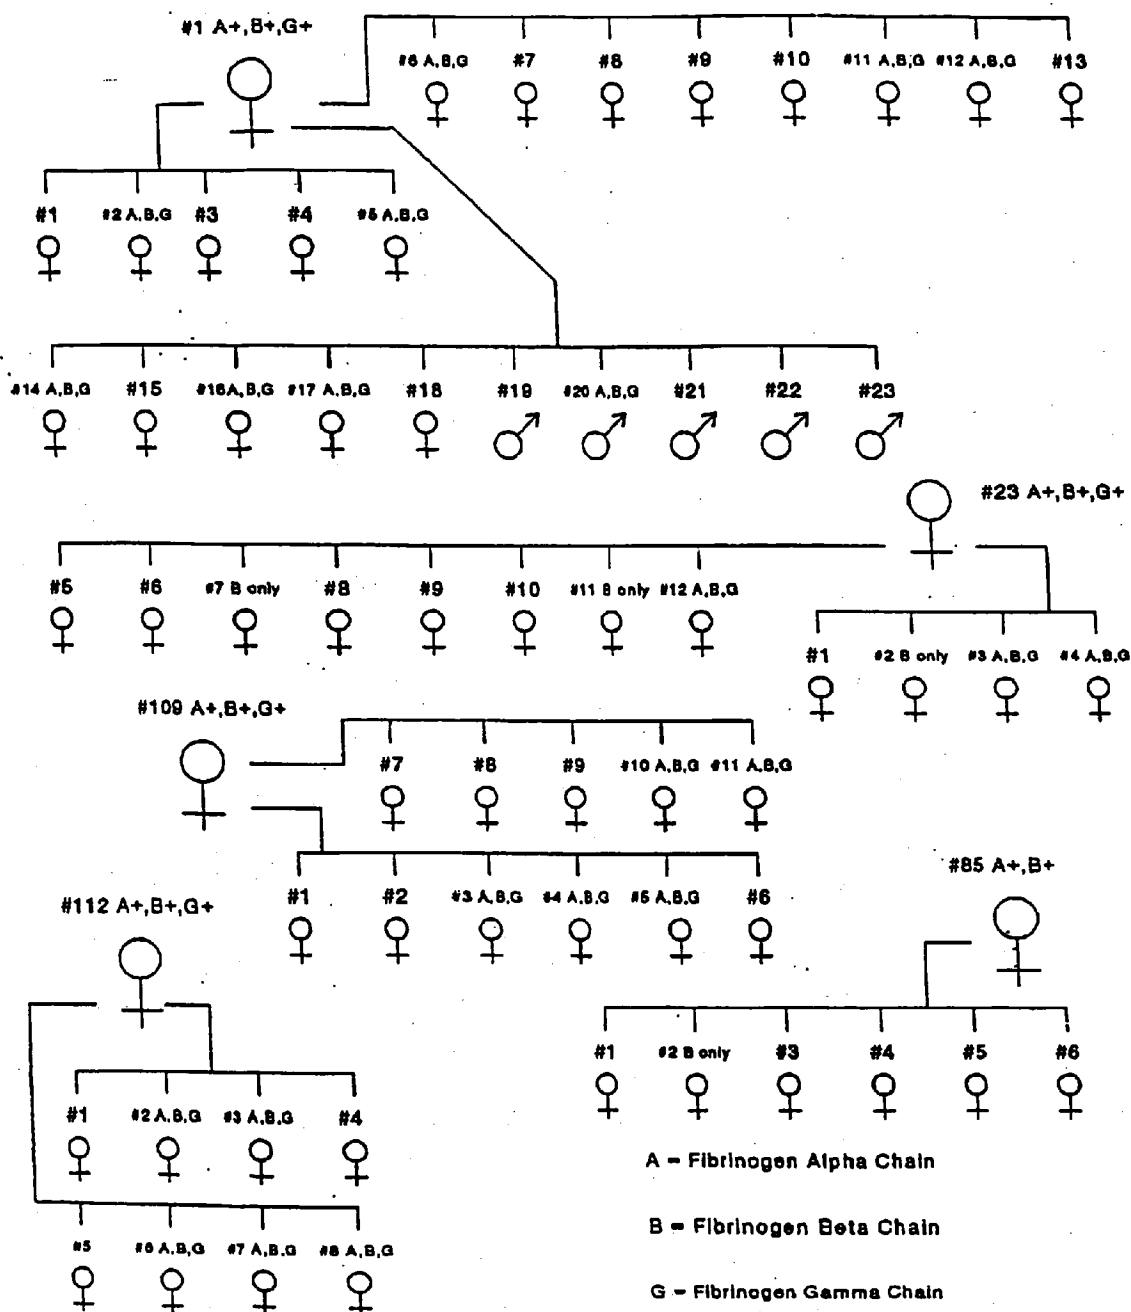 #1 A+,B+,G+
#6 A,B,G #7 #8 #9 #10 #11 A,B,G #12 A,B,G #13
#1 #2 A,B,G #3 #4 #5 A,B,G
#14 A,B,G #15 #16A,B,G #17 A,B,G #18 #19 #20 A,B,G #21 #22 #23
#23 A+,B+,G+
#5 #6 #7 B only #8 #9 #10 #11 B only #12 A,B,G
#1 #2 B only #3 A,B,G #4 A,B,G
#109 A+,B+,G+
#7 #8 #9 #10 A,B,G #11 A,B,G
#1 #2 #3 A,B,G #4 A,B,G #5 A,B,G #6
#85 A+,B+
#112 A+,B+,G+
#1 #2 B only #3 #4 #5 #6
#1 #2 A,B,G #3 A,B,G #4
#5 #6 A,B,G #7 A,B,G #8 A,B,G
A = Fibrinogen Alpha Chain
B = Fibrinogen Beta Chain
G = Fibrinogen Gamma Chain